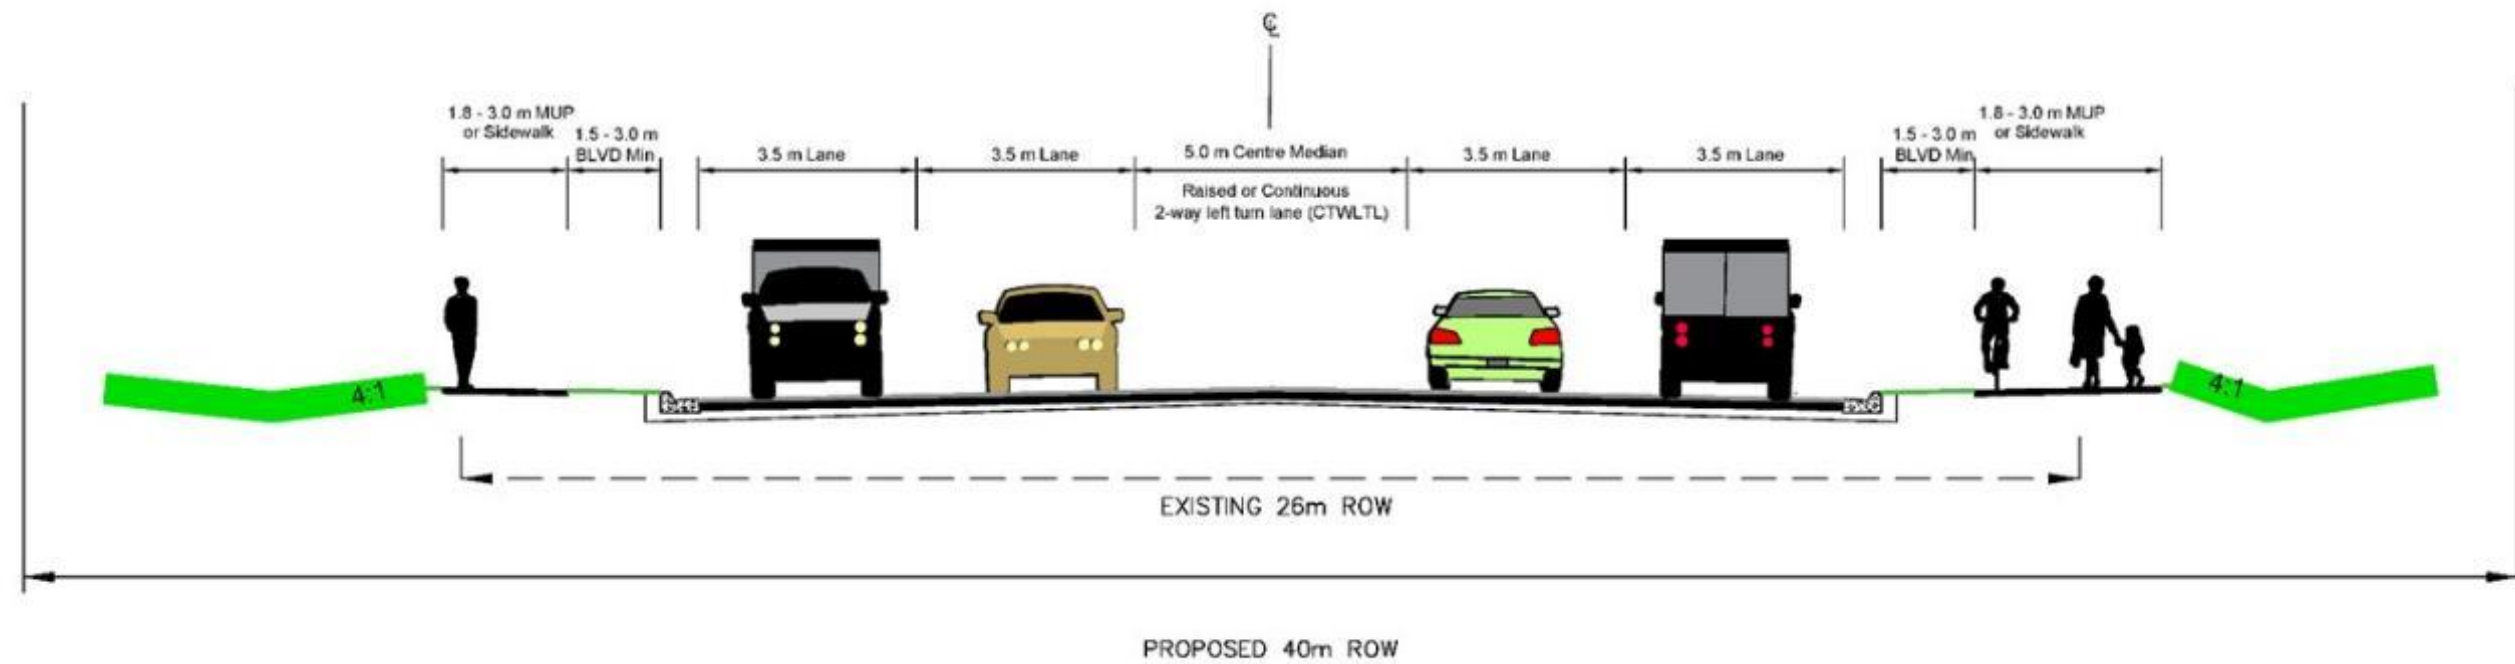 ℄
1.8 - 3.0 m MUP
or Sidewalk
1.5 - 3.0 m
BLVD Min
3.5 m Lane
3.5 m Lane
5.0 m Centre Median
Raised or Continuous
2-way left turn lane (CTWLTL)
3.5 m Lane
3.5 m Lane
1.5 - 3.0 m
BLVD Min
1.8 - 3.0 m MUP
or Sidewalk
4:1
4:1
EXISTING 26m ROW
PROPOSED 40m ROW